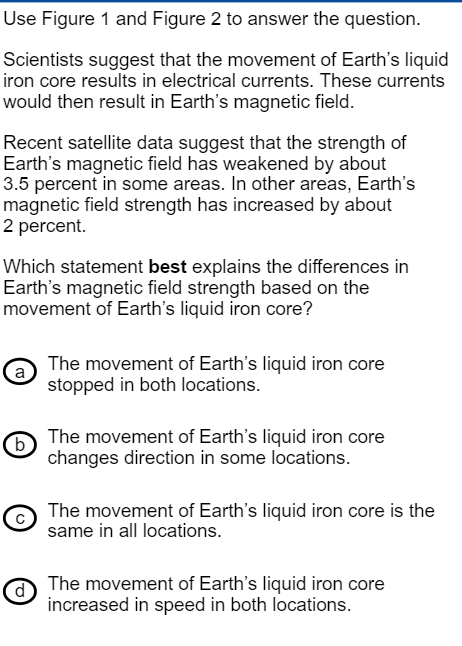 Use Figure 1 and Figure 2 to answer the question.
Scientists suggest that the movement of Earth's liquid
iron core results in electrical currents. These currents
would then result in Earth's magnetic field.
Recent satellite data suggest that the strength of
Earth's magnetic field has weakened by about
3.5 percent in some areas. In other areas, Earth's
magnetic field strength has increased by about
2 percent.
Which statement best explains the differences in
Earth's magnetic field strength based on the
movement of Earth's liquid iron core?
a The movement of Earth's liquid iron core
stopped in both locations.
b The movement of Earth's liquid iron core
changes direction in some locations.
c The movement of Earth's liquid iron core is the
same in all locations.
d The movement of Earth's liquid iron core
increased in speed in both locations.